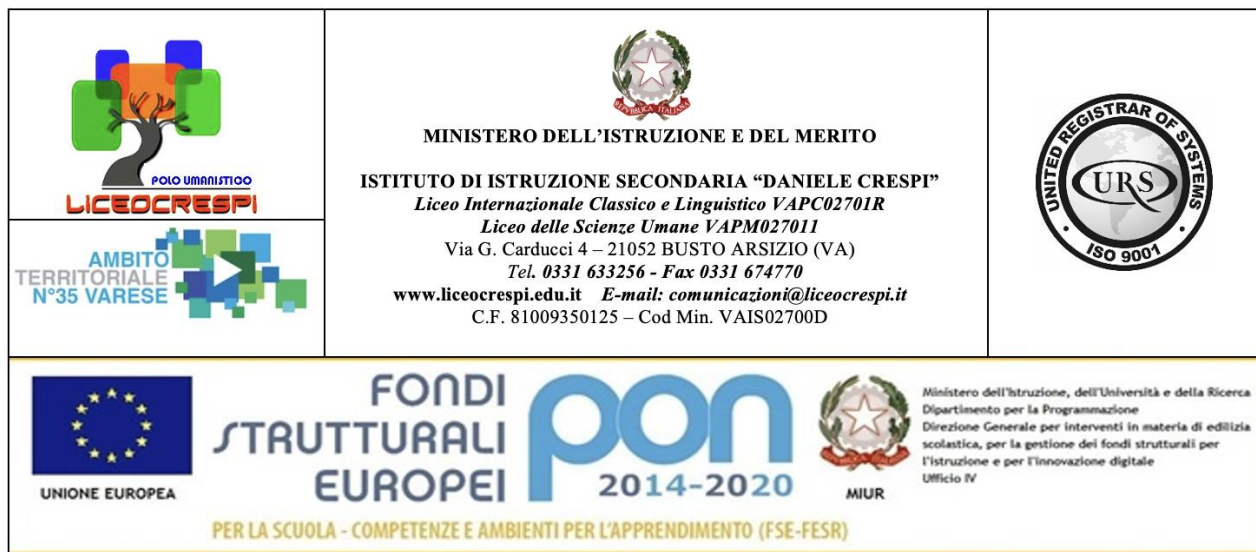 POLO UMANISTICO
LICEOCRESPI
AMBITO
TERRITORIALE
N°35 VARESE
REPVBBLICA ITALIANA
MINISTERO DELL’ISTRUZIONE E DEL MERITO
ISTITUTO DI ISTRUZIONE SECONDARIA “DANIELE CRESPI”
Liceo Internazionale Classico e Linguistico VAPC02701R
Liceo delle Scienze Umane VAPM027011
Via G. Carducci 4 – 21052 BUSTO ARSIZIO (VA)
Tel. 0331 633256 - Fax 0331 674770
www.liceocrespi.edu.it E-mail: comunicazioni@liceocrespi.it
C.F. 81009350125 – Cod Min. VAIS02700D
UNITED REGISTRAR OF SYSTEMS
URS
ISO 9001
UNIONE EUROPEA
FONDI
STRUTTURALI
EUROPEI
pon
2014-2020
PER LA SCUOLA - COMPETENZE E AMBIENTI PER L'APPRENDIMENTO (FSE-FESR)
MIUR
Ministero dell'Istruzione, dell'Università e della Ricerca
Dipartimento per la Programmazione
Direzione Generale per interventi in materia di edilizia
scolastica, per la gestione dei fondi strutturali per
l'istruzione e per l'innovazione digitale
Ufficio IV